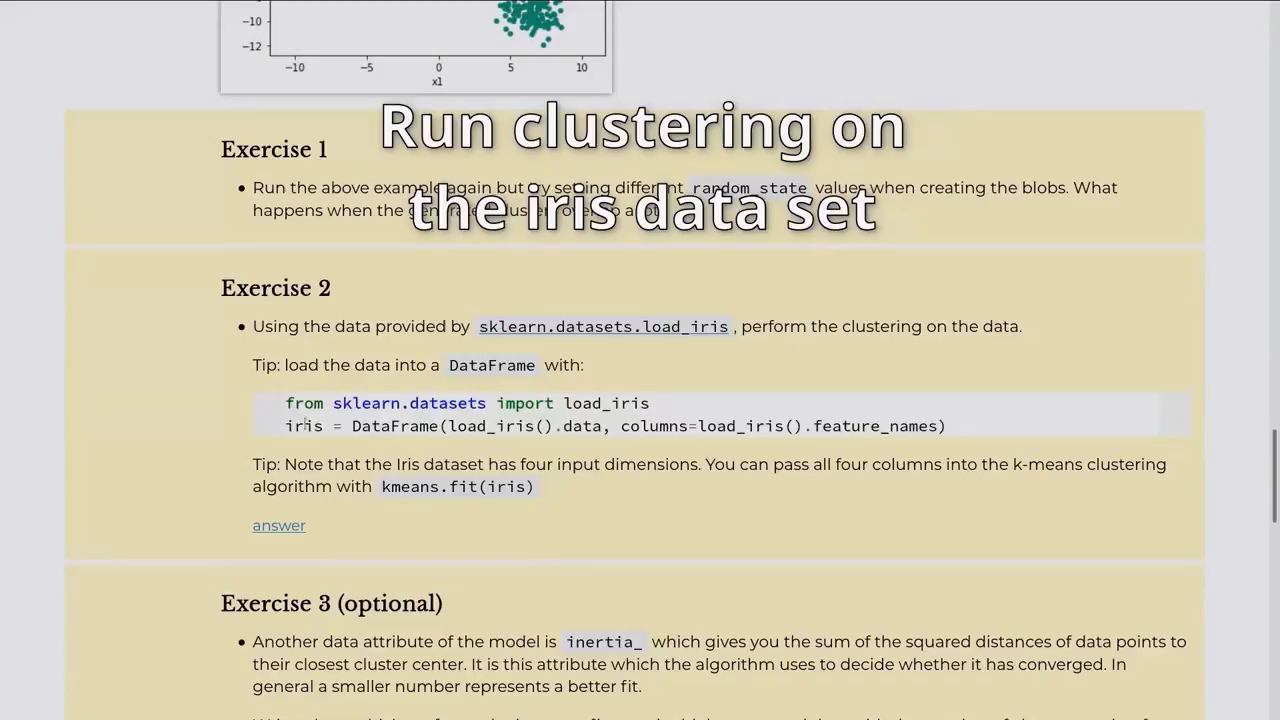 −10
−12
−10 −5 0 5 10
x1
Run clustering on
the iris data set
Exercise 1
• Run the above example again but try setting different random_state values when creating the blobs. What
happens when the
Exercise 2
• Using the data provided by sklearn.datasets.load_iris, perform the clustering on the data.
Tip: load the data into a DataFrame with:
from sklearn.datasets import load_iris
iris = DataFrame(load_iris().data, columns=load_iris().feature_names)
Tip: Note that the Iris dataset has four input dimensions. You can pass all four columns into the k-means clustering
algorithm with kmeans.fit(iris)
answer
Exercise 3 (optional)
• Another data attribute of the model is inertia_ which gives you the sum of the squared distances of data points to
their closest cluster center. It is this attribute which the algorithm uses to decide whether it has converged. In
general a smaller number represents a better fit.